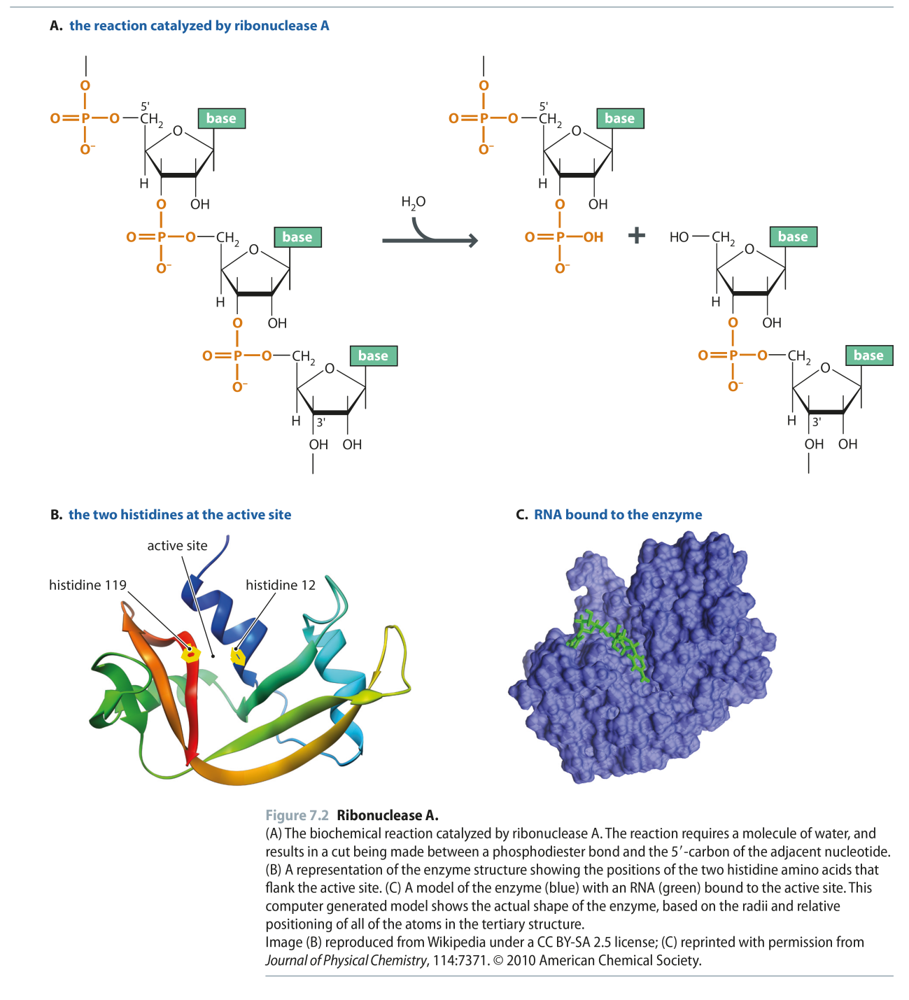 A. the reaction catalyzed by ribonuclease A
O
O=P—O—CH2
5'
O
base
O–
H
O
OH
O=P—O—CH2
O
base
O–
H
O
OH
O=P—O—CH2
O
base
O–
H
3'
OH
OH
H2O
O
O=P—O—CH2
5'
O
base
O–
H
O
OH
O=P—OH
O–
+
HO—CH2
O
base
H
O
OH
O=P—O—CH2
O
base
O–
H
3'
OH
OH
B. the two histidines at the active site
active site
histidine 119
histidine 12
C. RNA bound to the enzyme
Figure 7.2 Ribonuclease A.
(A) The biochemical reaction catalyzed by ribonuclease A. The reaction requires a molecule of water, and
results in a cut being made between a phosphodiester bond and the 5′-carbon of the adjacent nucleotide.
(B) A representation of the enzyme structure showing the positions of the two histidine amino acids that
flank the active site. (C) A model of the enzyme (blue) with an RNA (green) bound to the active site. This
computer generated model shows the actual shape of the enzyme, based on the radii and relative
positioning of all of the atoms in the tertiary structure.
Image (B) reproduced from Wikipedia under a CC BY-SA 2.5 license; (C) reprinted with permission from
Journal of Physical Chemistry, 114:7371. © 2010 American Chemical Society.